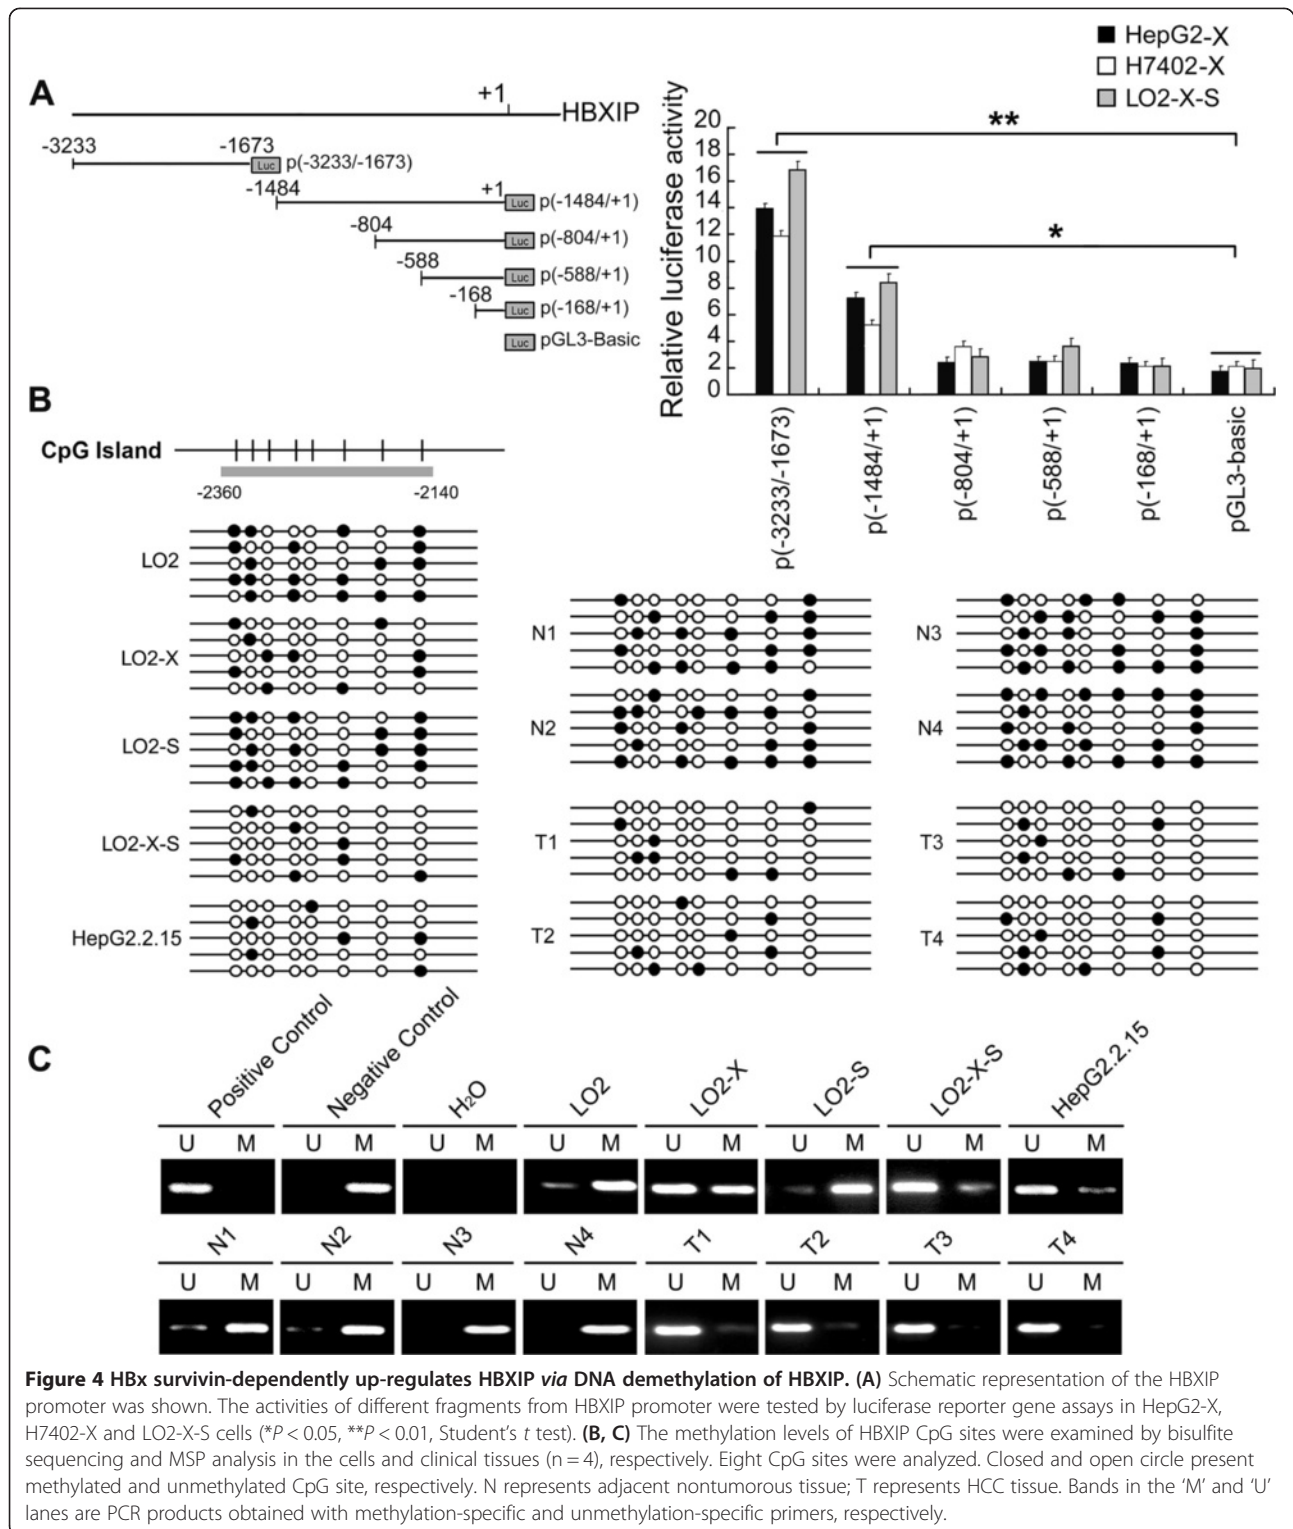 A
+1
HBXIP
-3233
-1673
Luc p(-3233/-1673)
-1484
+1
Luc p(-1484/+1)
-804
Luc p(-804/+1)
-588
Luc p(-588/+1)
-168
Luc p(-168/+1)
Luc pGL3-Basic
HepG2-X
H7402-X
LO2-X-S
Relative luciferase activity
20
18
16
14
12
10
8
6
4
2
0
**
*
p(-3233/-1673)
p(-1484/+1)
p(-804/+1)
p(-588/+1)
p(-168/+1)
pGL3-basic
B
CpG Island
-2360
-2140
LO2
LO2-X
LO2-S
LO2-X-S
HepG2.2.15
N1
N2
T1
T2
N3
N4
T3
T4
C
Positive Control
Negative Control
H₂O
LO2
LO2-X
LO2-S
LO2-X-S
HepG2.2.15
U M U M U M U M U M U M U M U M
N1 N2 N3 N4 T1 T2 T3 T4
U M U M U M U M U M U M U M U M
Figure 4 HBx survivin-dependently up-regulates HBXIP via DNA demethylation of HBXIP. (A) Schematic representation of the HBXIP
promoter was shown. The activities of different fragments from HBXIP promoter were tested by luciferase reporter gene assays in HepG2-X,
H7402-X and LO2-X-S cells (*P < 0.05, **P < 0.01, Student's t test). (B, C) The methylation levels of HBXIP CpG sites were examined by bisulfite
sequencing and MSP analysis in the cells and clinical tissues (n = 4), respectively. Eight CpG sites were analyzed. Closed and open circle present
methylated and unmethylated CpG site, respectively. N represents adjacent nontumorous tissue; T represents HCC tissue. Bands in the 'M' and 'U'
lanes are PCR products obtained with methylation-specific and unmethylation-specific primers, respectively.